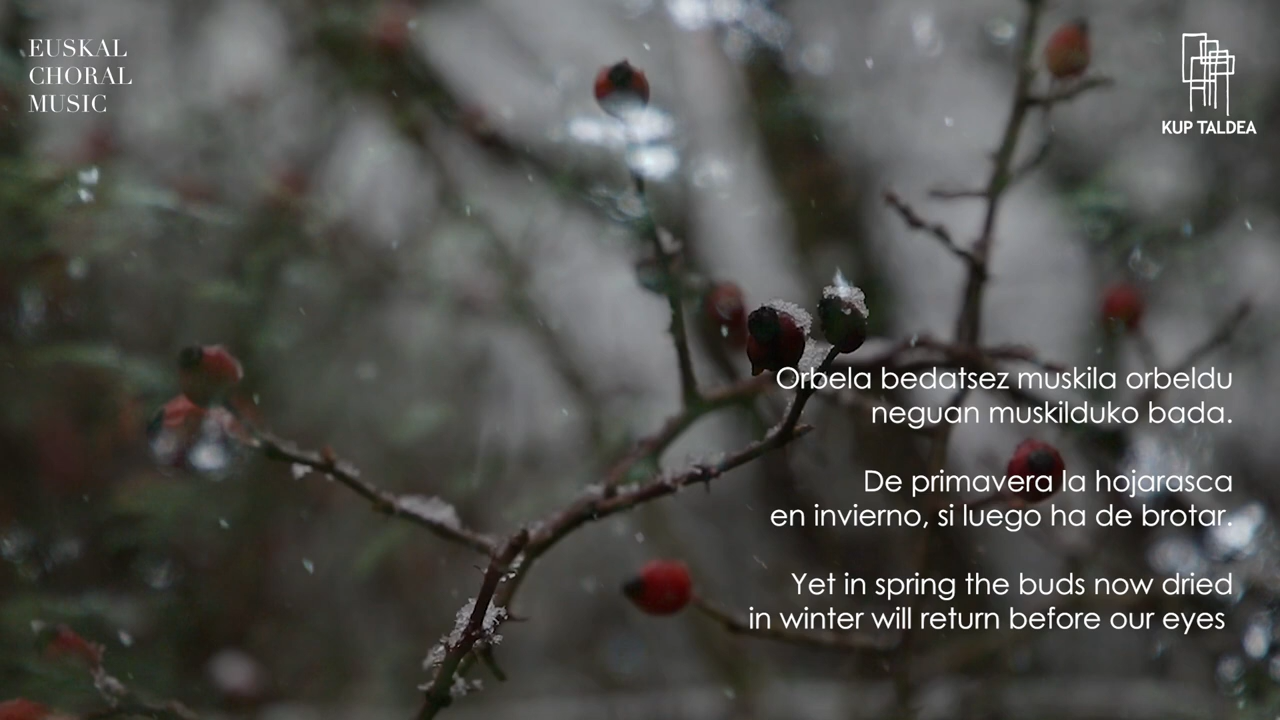 EUSKAL
CHORAL
MUSIC
KUP TALDEA
Orbela bedatsez muskila orbeldu
neguan muskilduko bada.
De primavera la hojarasca
en invierno, si luego ha de brotar.
Yet in spring the buds now dried
in winter will return before our eyes